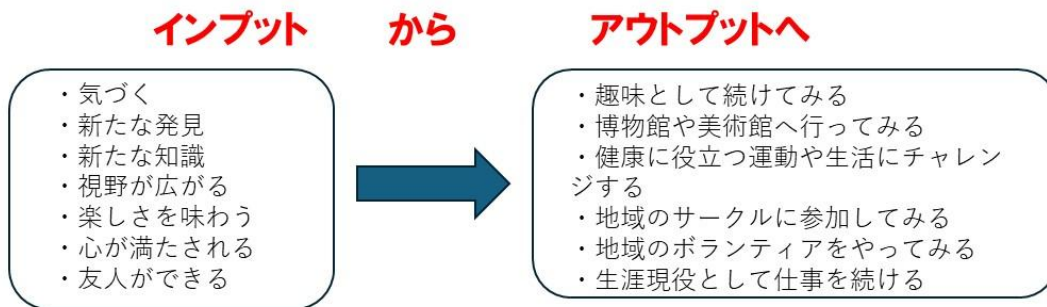 インプット から アウトプットへ
・気づく
・新たな発見
・新たな知識
・視野が広がる
・楽しさを味わう
・心が満たされる
・友人ができる
・趣味として続けてみる
・博物館や美術館へ行ってみる
・健康に役立つ運動や生活にチャレン
ジする
・地域のサークルに参加してみる
・地域のボランティアをやってみる
・生涯現役として仕事を続ける